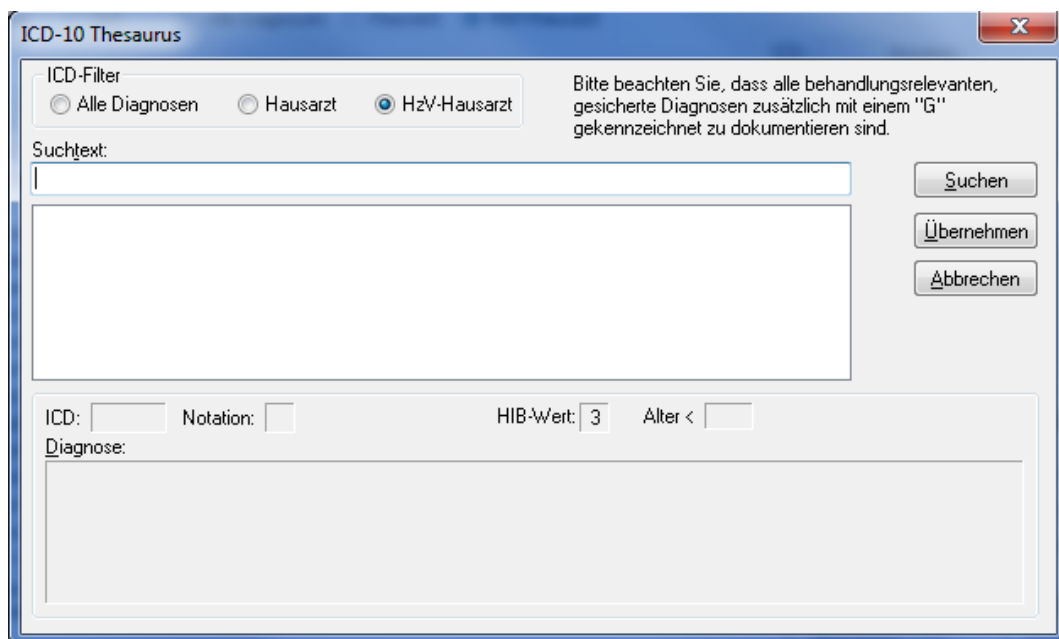 ICD-10 Thesaurus
ICD-Filter
Alle Diagnosen Hausarzt HzV-Hausarzt
Bitte beachten Sie, dass alle behandlungsrelevanten,
gesicherte Diagnosen zusätzlich mit einem "G"
gekennzeichnet zu dokumentieren sind.
Suchtext:
Suchen
Übernehmen
Abbrechen
ICD: Notation: HIB-Wert: 3 Alter <
Diagnose: